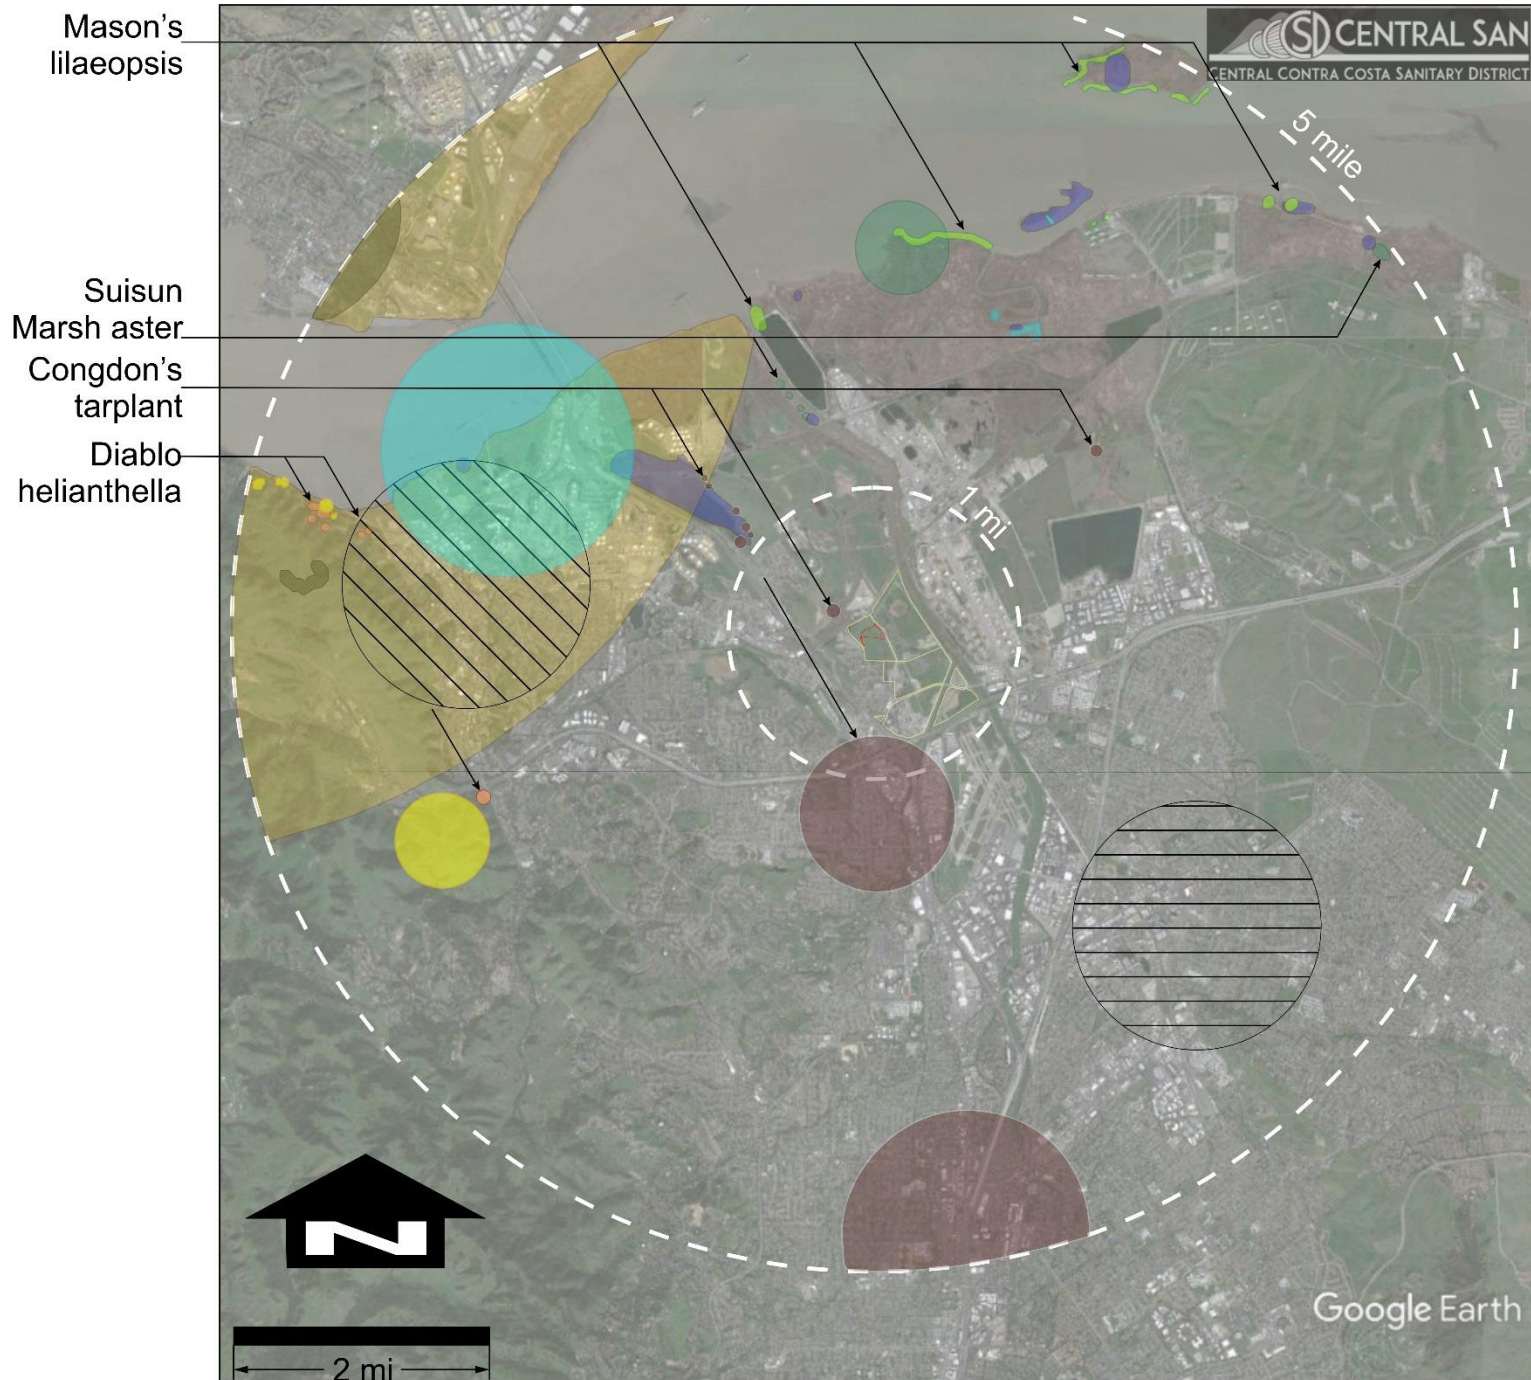 Mason's
lilaeopsis
CSD CENTRAL SAN
CENTRAL CONTRA COSTA SANITARY DISTRICT
5 mile
Suisun
Marsh aster
Congdon's
tarplant
Diablo
helianthella
1 mi
N
Google Earth
2 mi